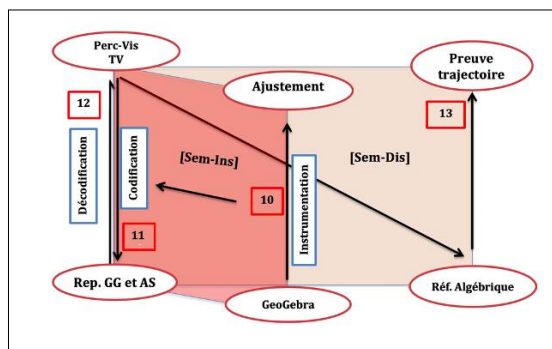 Perc-Vis
TV
Ajustement
Preuve
trajectoire
12
13
Décodification
Codification
[Sem-Ins]
[Sem-Dis]
10
Instrumentation
11
Rep. GG et AS
GeoGebra
Réf. Algébrique